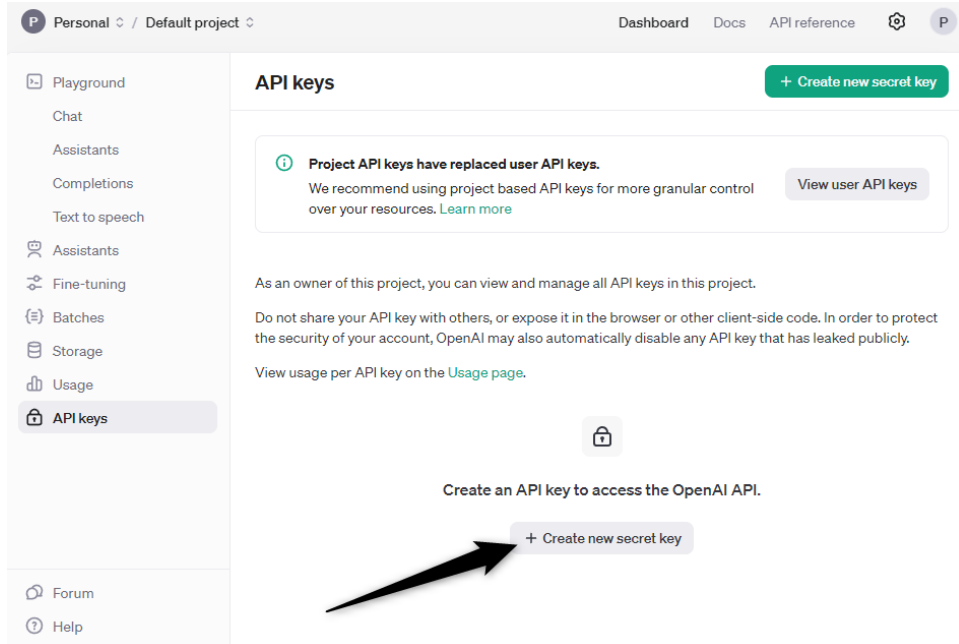 P Personal / Default project
Dashboard Docs API reference P
Playground
Chat
Assistants
Completions
Text to speech
Assistants
Fine-tuning
Batches
Storage
Usage
API keys
Forum
Help
API keys
+ Create new secret key
Project API keys have replaced user API keys.
We recommend using project based API keys for more granular control
over your resources. Learn more
View user API keys
As an owner of this project, you can view and manage all API keys in this project.
Do not share your API key with others, or expose it in the browser or other client-side code. In order to protect
the security of your account, OpenAI may also automatically disable any API key that has leaked publicly.
View usage per API key on the Usage page.
Create an API key to access the OpenAI API.
+ Create new secret key